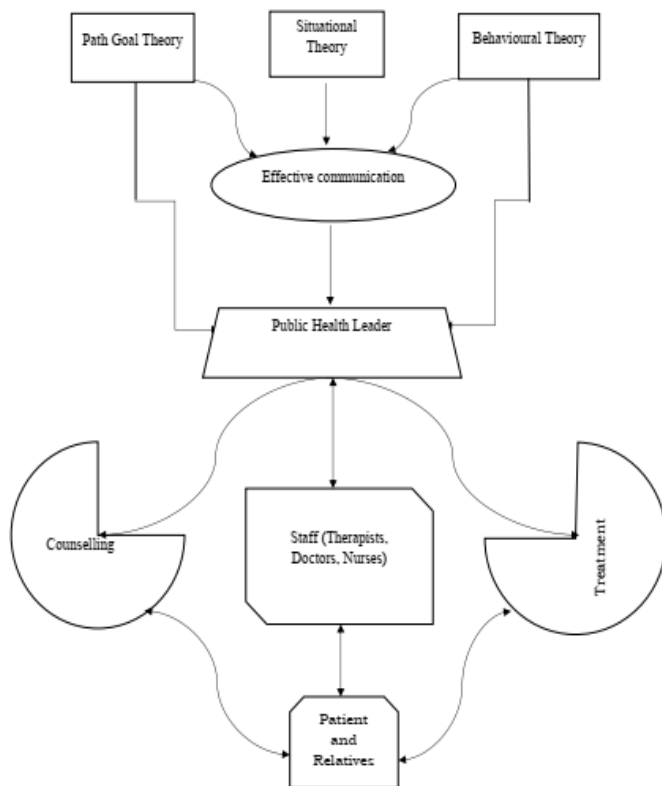 Path Goal Theory
Situational
Theory
Behavioural Theory
Effective communication
Public Health Leader
Counselling
Staff (Therapists,
Doctors, Nurses)
Treatment
Patient
and
Relatives